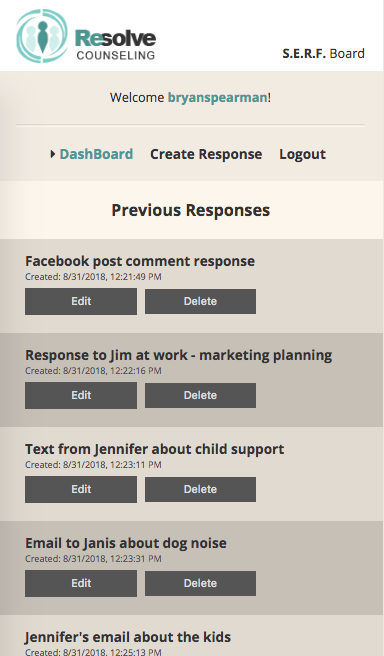 Resolve
COUNSELING
S.E.R.F. Board
Welcome bryanspearman!
DashBoard Create Response Logout
Previous Responses
Facebook post comment response
Created: 8/31/2018, 12:21:49 PM
Edit Delete
Response to Jim at work - marketing planning
Created: 8/31/2018, 12:22:16 PM
Edit Delete
Text from Jennifer about child support
Created: 8/31/2018, 12:23:11 PM
Edit Delete
Email to Janis about dog noise
Created: 8/31/2018, 12:23:31 PM
Edit Delete
Jennifer's email about the kids
Created: 8/31/2018, 12:25:13 PM